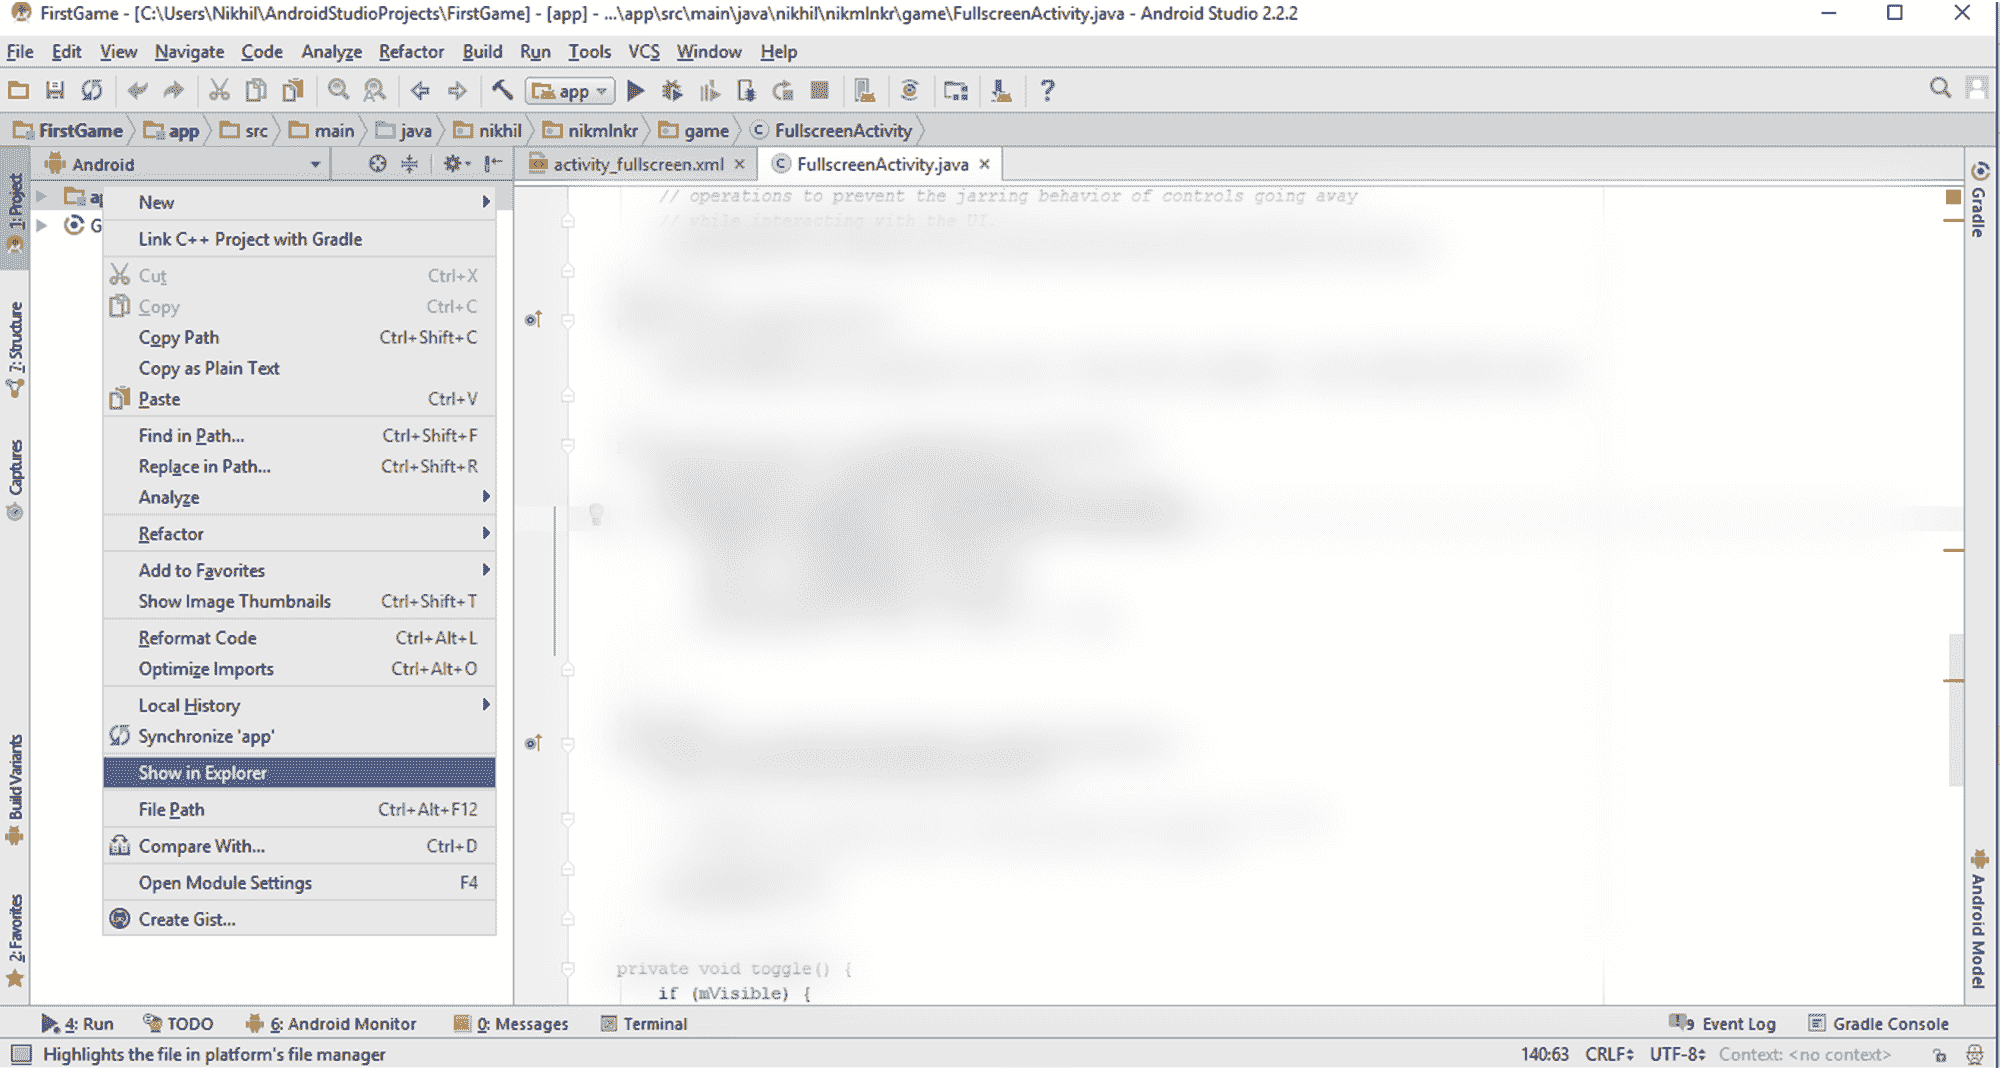 FirstGame - [C:\Users\Nikhil\AndroidStudioProjects\FirstGame] - [app] - ...\app\src\main\java\nikhil\nikmlnkr\game\FullscreenActivity.java - Android Studio 2.2.2
File Edit View Navigate Code Analyze Refactor Build Run Tools VCS Window Help
app
FirstGame app src main java nikhil nikmlnkr game FullscreenActivity
Android activity_fullscreen.xml FullscreenActivity.java
1: Project
7: Structure
Captures
Build Variants
2: Favorites
New
Link C++ Project with Gradle
Cut Ctrl+X
Copy Ctrl+C
Copy Path Ctrl+Shift+C
Copy as Plain Text
Paste Ctrl+V
Find in Path... Ctrl+Shift+F
Replace in Path... Ctrl+Shift+R
Analyze
Refactor
Add to Favorites
Show Image Thumbnails Ctrl+Shift+T
Reformat Code Ctrl+Alt+L
Optimize Imports Ctrl+Alt+O
Local History
Synchronize 'app'
Show in Explorer
File Path Ctrl+Alt+F12
Compare With... Ctrl+D
Open Module Settings F4
Create Gist...
// operations to prevent the jarring behavior of controls going away
// while interacting with the UI.
private void toggle() {
if (mVisible) {
Gradle
Android Model
4: Run TODO 6: Android Monitor 0: Messages Terminal 9 Event Log Gradle Console
Highlights the file in platform's file manager 140:63 CRLF UTF-8 Context: <no context>